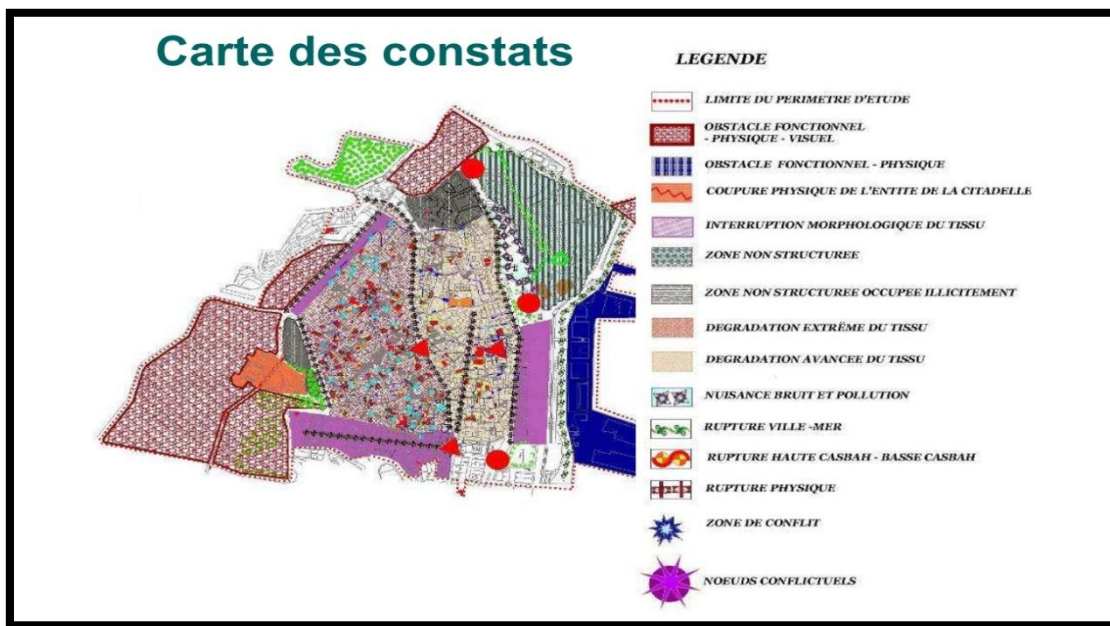 Carte des constats
LEGENDE
LIMITE DU PERIMETRE D'ETUDE
OBSTACLE FONCTIONNEL
- PHYSIQUE - VISUEL
OBSTACLE FONCTIONNEL - PHYSIQUE
COUPURE PHYSIQUE DE L'ENTITE DE LA CITADELLE
INTERRUPTION MORPHOLOGIQUE DU TISSU
ZONE NON STRUCTUREE
ZONE NON STRUCTUREE OCCUPEE ILLICITEMENT
DEGRADATION EXTRÊME DU TISSU
DEGRADATION AVANCEE DU TISSU
NUISANCE BRUIT ET POLLUTION
RUPTURE VILLE -MER
RUPTURE HAUTE CASBAH - BASSE CASBAH
RUPTURE PHYSIQUE
ZONE DE CONFLIT
NOEUDS CONFLICTUELS